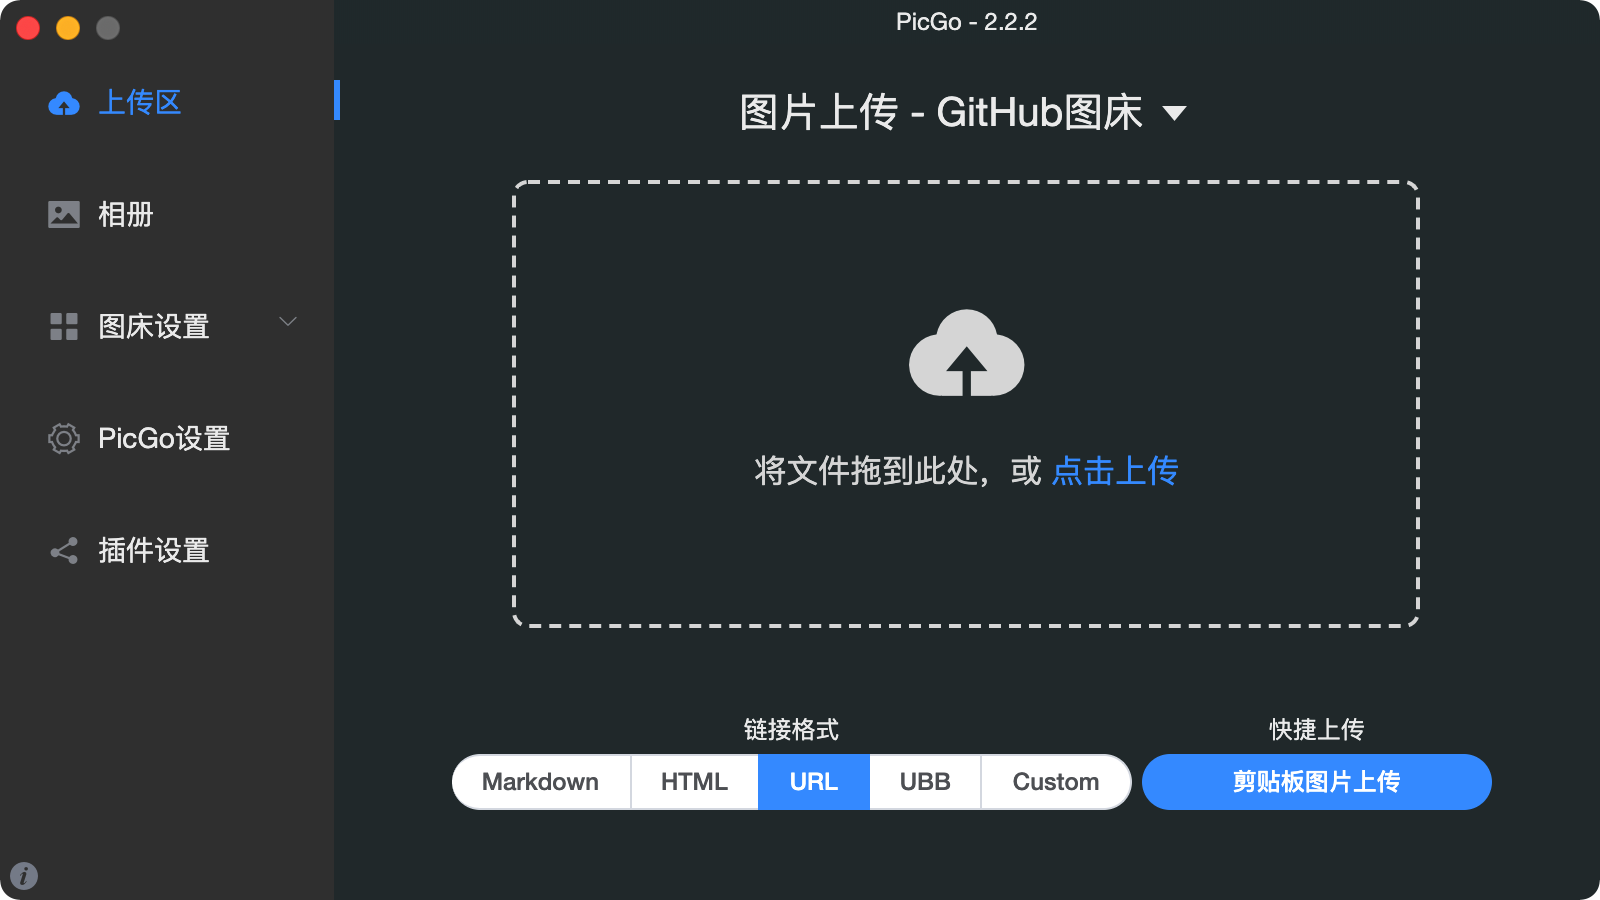 PicGo - 2.2.2
上传区
相册
图床设置
PicGo设置
插件设置
图片上传 - GitHub图床
将文件拖到此处，或 点击上传
链接格式
Markdown HTML URL UBB Custom
快捷上传
剪贴板图片上传